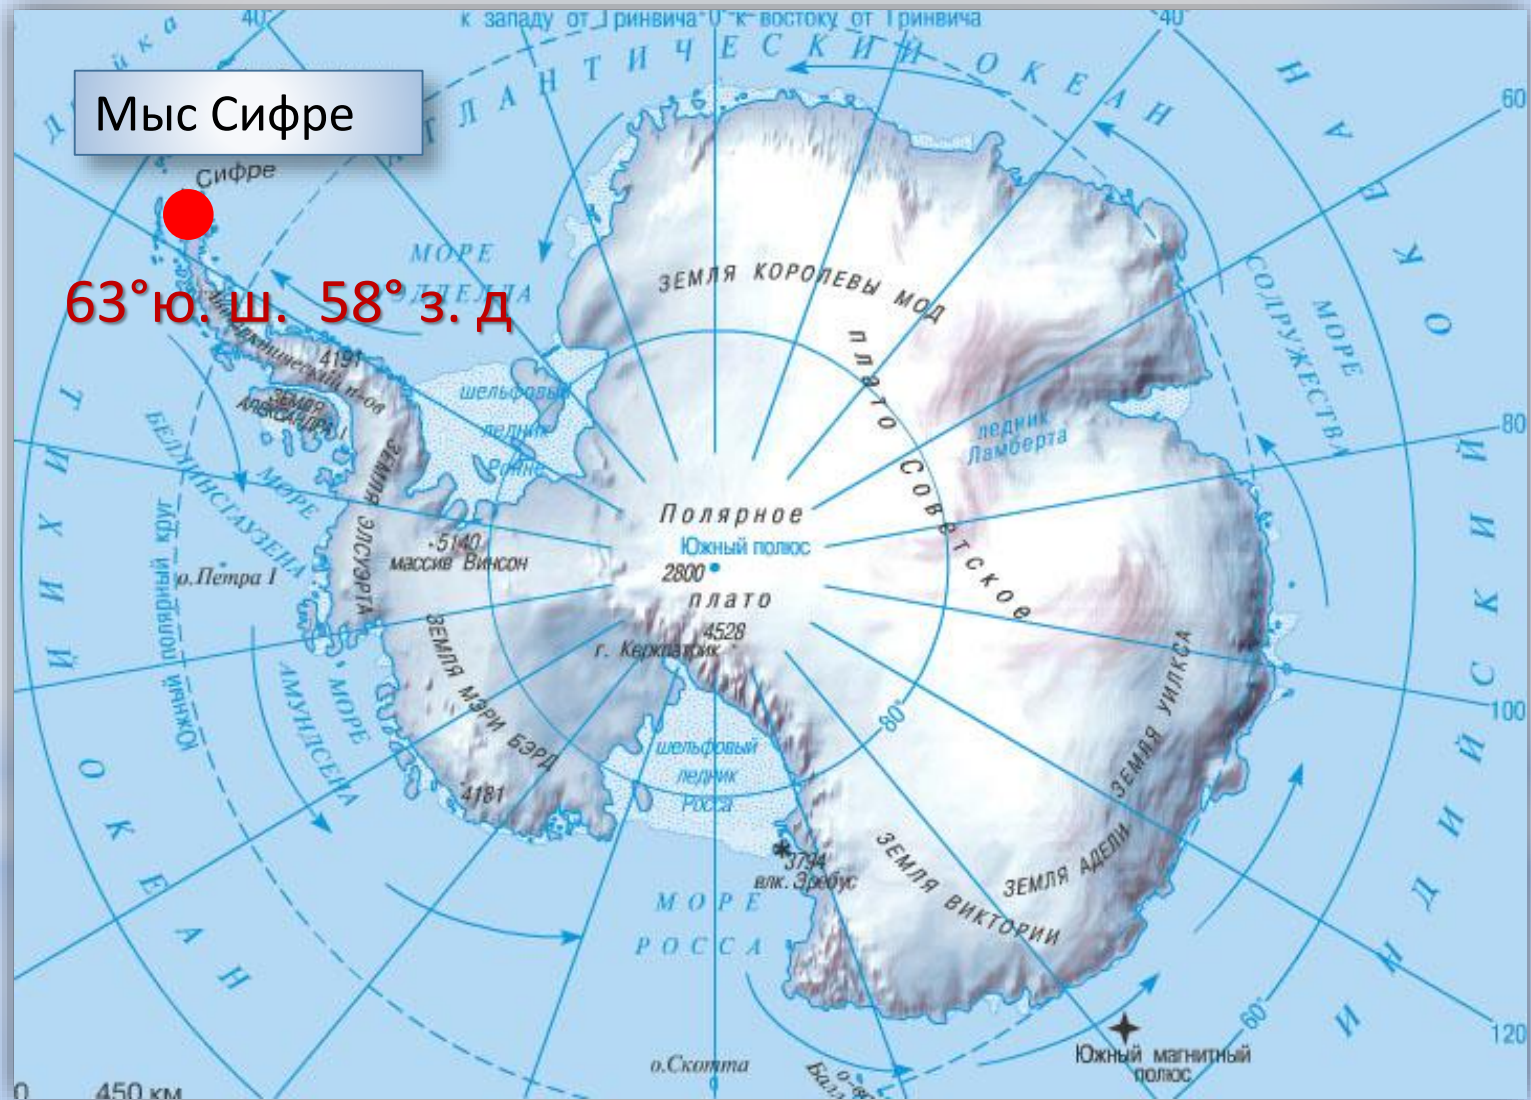 к западу от Гринвича 0° к востоку от Гринвича
40°
40°
60
АТЛАНТИЧЕСКИЙ ОКЕАН
Мыс Сифре
Сифре
63°ю. ш. 58° з. д
МОРЕ
УЭДДЕЛЛА
Антарктический п-ов
4191
ЗЕМЛЯ
АЛЕКСАНДРА I
шельфовый
ледник
Ронне
ЗЕМЛЯ КОРОЛЕВЫ МОД
плато Советское
ледник
Ламберта
МОРЕ
СОДРУЖЕСТВА
80
ИНДИЙСКИЙ ОКЕАН
ТИХИЙ ОКЕАН
МОРЕ
БЕЛЛИНСГАУЗЕНА
Южный полярный круг
о.Петра I
ЗЕМЛЯ ЭЛСУЭРТА
5140
массив Винсон
Полярное
Южный полюс
2800
плато
4528
г. Керкпатрик
ЗЕМЛЯ МЭРИ БЭРД
МОРЕ
АМУНДСЕНА
4181
шельфовый
ледник
Росса
80°
3794
влк. Эребус
ЗЕМЛЯ ВИКТОРИИ
ЗЕМЛЯ АДЕЛИ
ЗЕМЛЯ УИЛКСА
100
МОРЕ
РОССА
о.Скотта
60°
120
Южный магнитный
полюс
о-ва
0 450 км